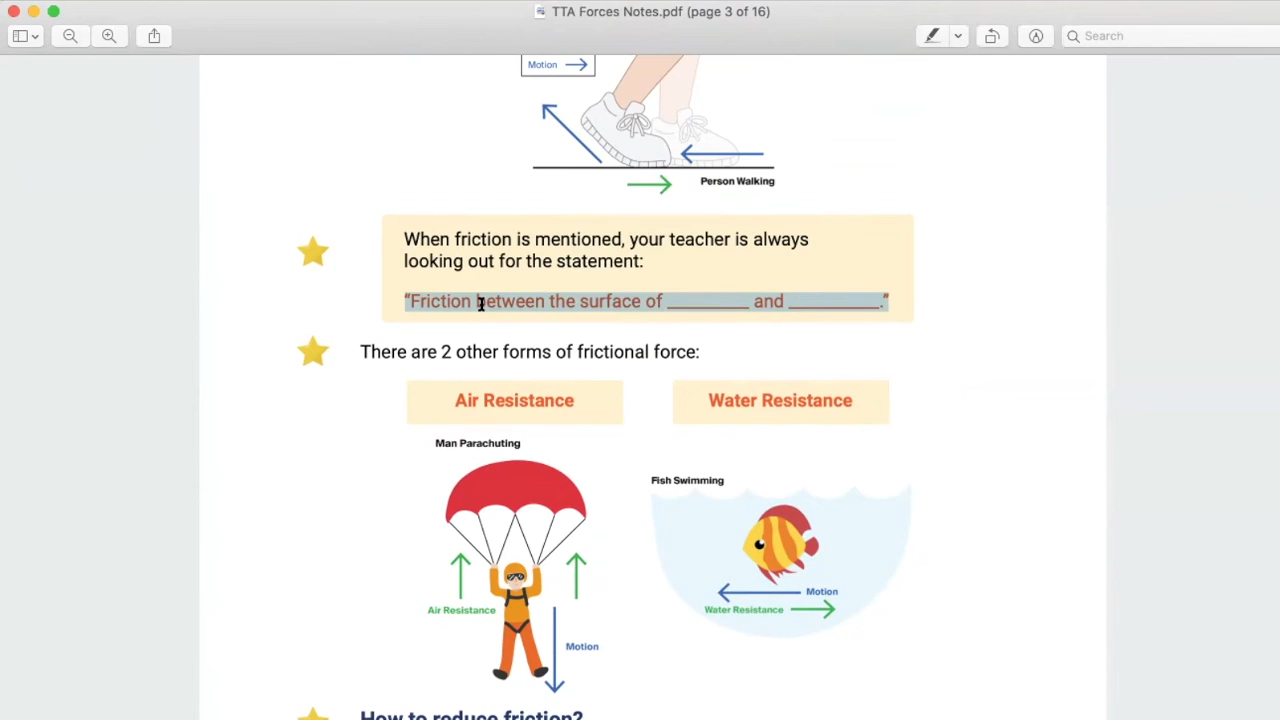 TTA Forces Notes.pdf (page 3 of 16)
Search
Motion
Person Walking
When friction is mentioned, your teacher is always
looking out for the statement:
"Friction between the surface of _________ and __________."
There are 2 other forms of frictional force:
Air Resistance
Water Resistance
Man Parachuting
Fish Swimming
Motion
Air Resistance
Water Resistance
Motion
How to reduce friction?